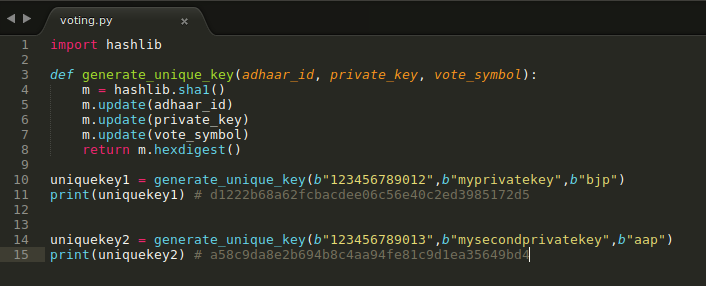 voting.py ×
1 import hashlib
2
3 def generate_unique_key(adhaar_id, private_key, vote_symbol):
4     m = hashlib.sha1()
5     m.update(adhaar_id)
6     m.update(private_key)
7     m.update(vote_symbol)
8     return m.hexdigest()
9
10 uniquekey1 = generate_unique_key(b"123456789012",b"myprivatekey",b"bjp")
11 print(uniquekey1) # d1222b68a62fcbacdee06c56e40c2ed3985172d5
12
13
14 uniquekey2 = generate_unique_key(b"123456789013",b"mysecondprivatekey",b"aap")
15 print(uniquekey2) # a58c9da8e2b694b8c4aa94fe81c9d1ea35649bd4